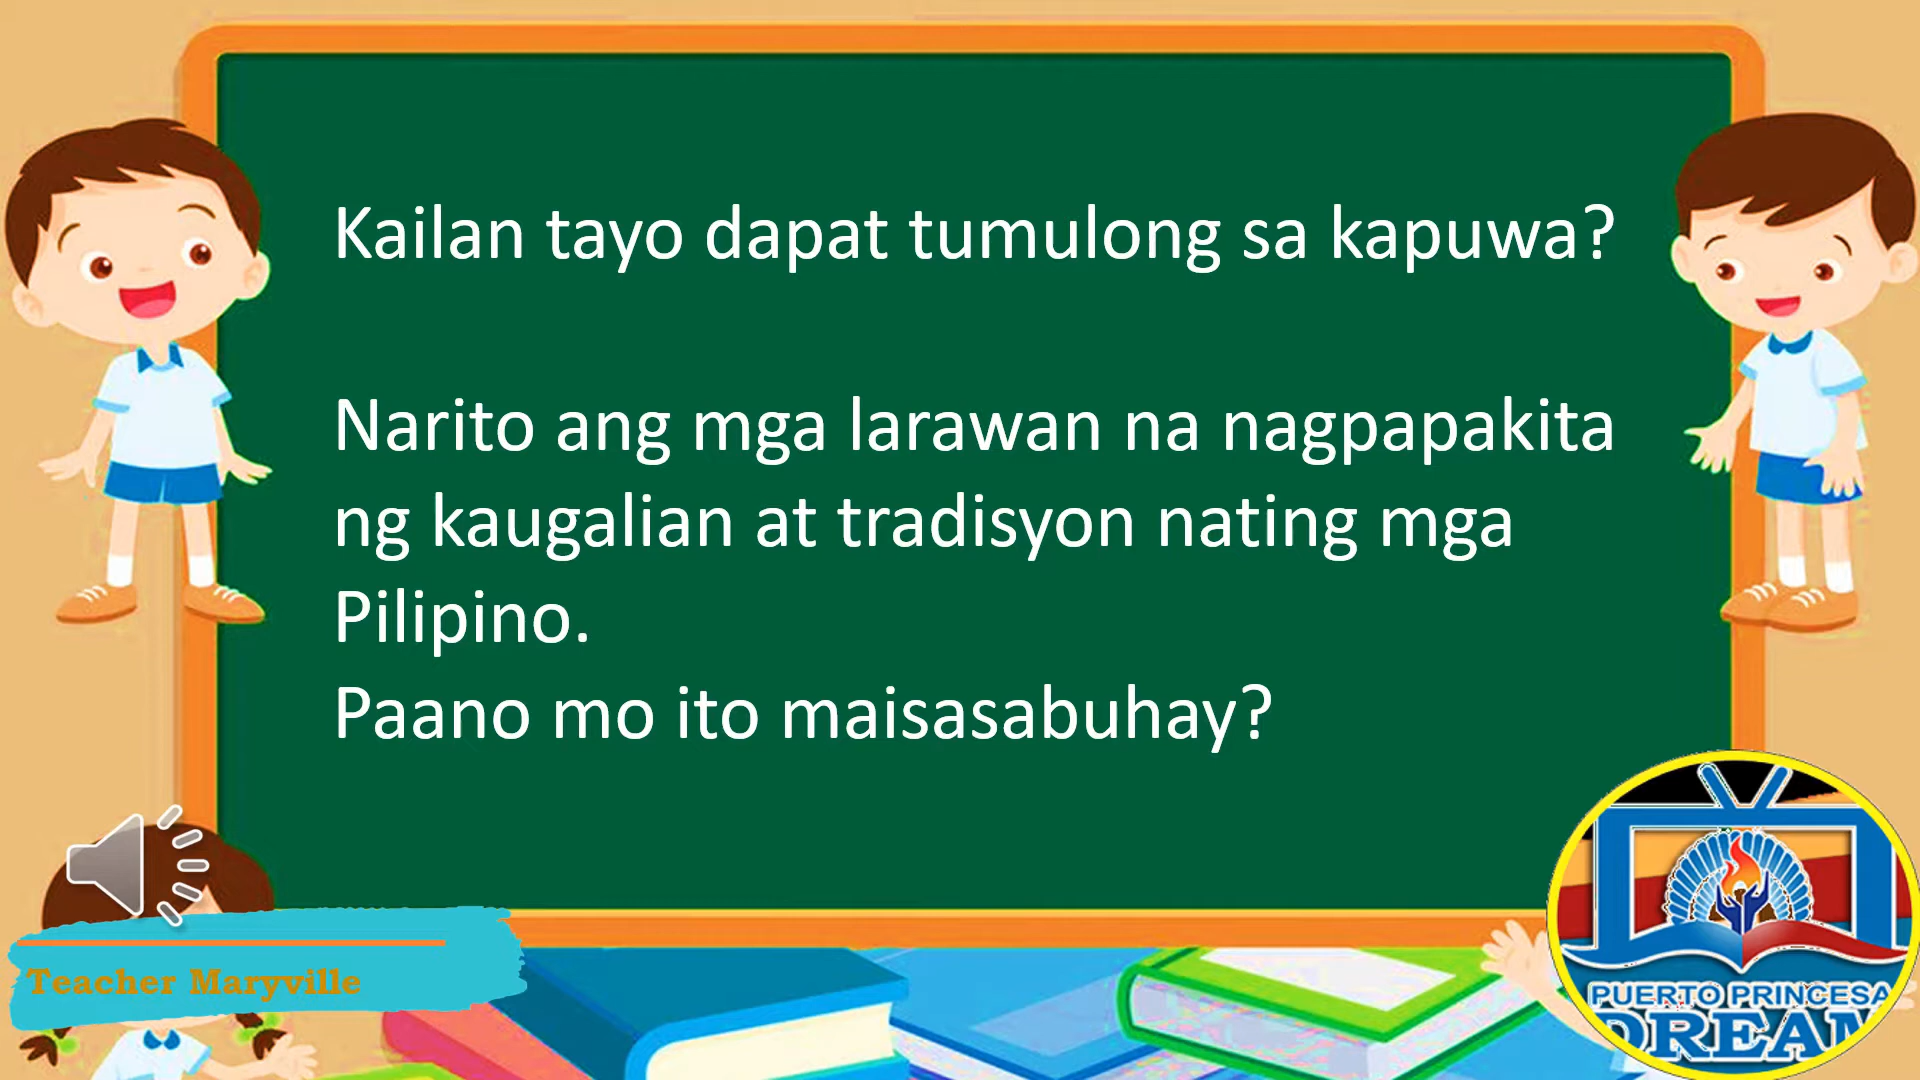 Kailan tayo dapat tumulong sa kapuwa?
Narito ang mga larawan na nagpapakita
ng kaugalian at tradisyon nating mga
Pilipino.
Paano mo ito maisasabuhay?
Teacher Maryville
PUERTO PRINCESA
DREAM